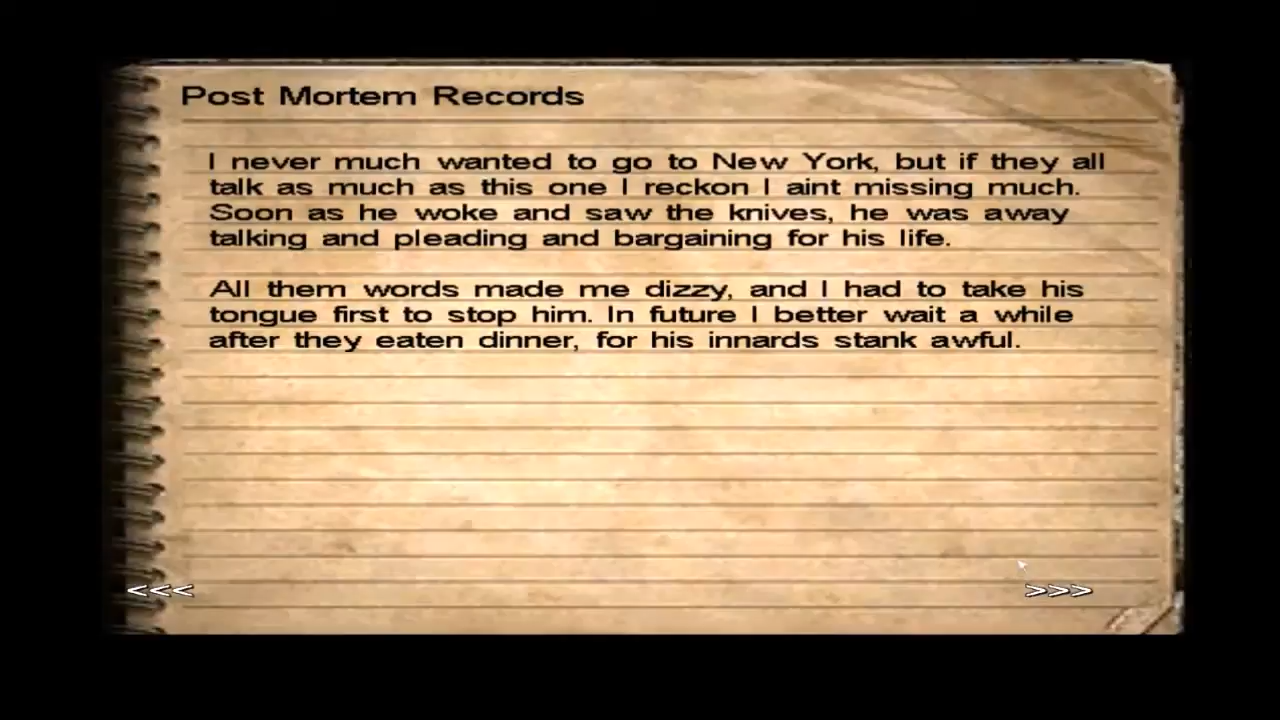 Post Mortem Records
I never much wanted to go to New York, but if they all
talk as much as this one I reckon I aint missing much.
Soon as he woke and saw the knives, he was away
talking and pleading and bargaining for his life.
All them words made me dizzy, and I had to take his
tongue first to stop him. In future I better wait a while
after they eaten dinner, for his innards stank awful.
<<< >>>